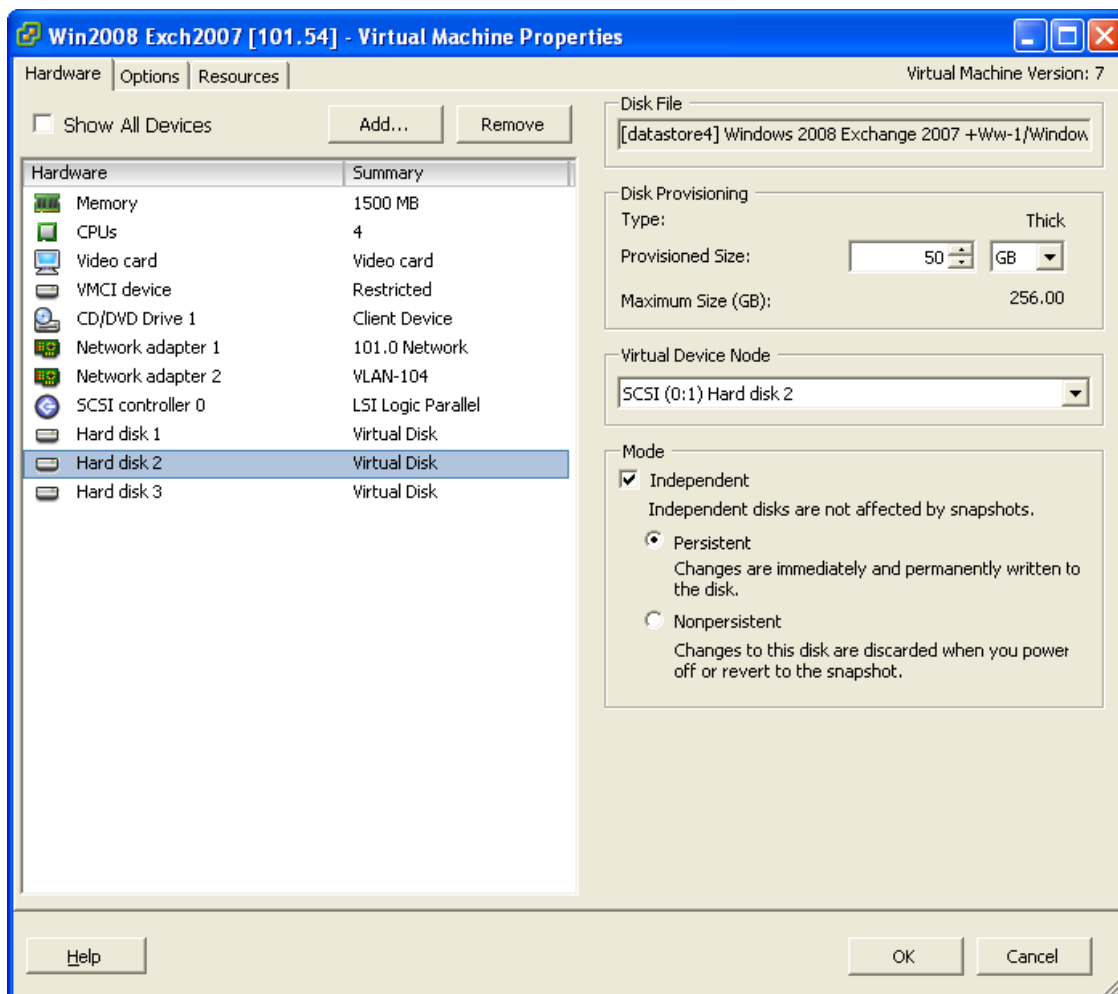 Win2008 Exch2007 [101.54] - Virtual Machine Properties
Hardware Options Resources
Virtual Machine Version: 7
Show All Devices
Add...
Remove
Hardware Summary
Memory 1500 MB
CPUs 4
Video card Video card
VMCI device Restricted
CD/DVD Drive 1 Client Device
Network adapter 1 101.0 Network
Network adapter 2 VLAN-104
SCSI controller 0 LSI Logic Parallel
Hard disk 1 Virtual Disk
Hard disk 2 Virtual Disk
Hard disk 3 Virtual Disk
Disk File
[datastore4] Windows 2008 Exchange 2007 +Ww-1/Window
Disk Provisioning
Type: Thick
Provisioned Size: 50 GB
Maximum Size (GB): 256.00
Virtual Device Node
SCSI (0:1) Hard disk 2
Mode
Independent
Independent disks are not affected by snapshots.
Persistent
Changes are immediately and permanently written to
the disk.
Nonpersistent
Changes to this disk are discarded when you power
off or revert to the snapshot.
Help
OK
Cancel